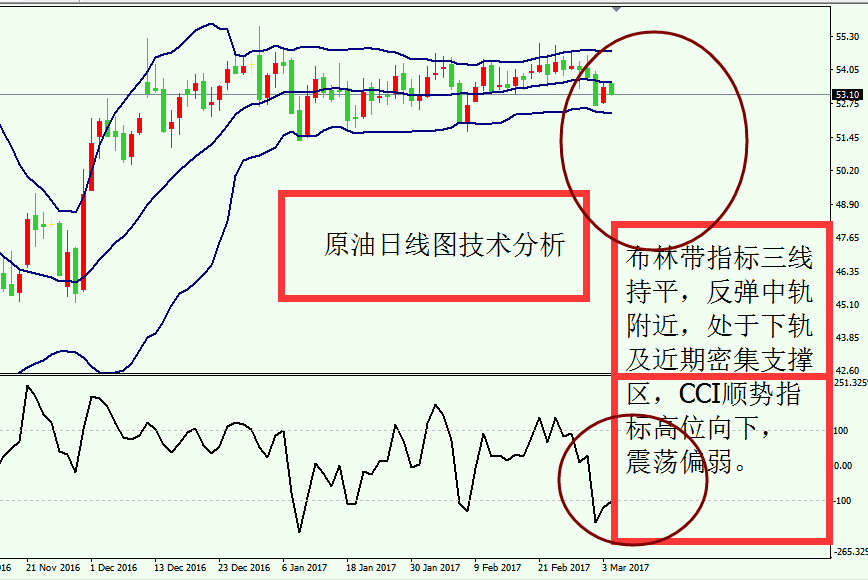 55.30
54.05
53.10
52.75
51.45
50.20
48.90
47.65
46.35
45.10
43.85
42.60
原油日线图技术分析
布林带指标三线
持平，反弹中轨
附近，处于下轨
及近期密集支撑
区，CCI顺势指
标高位向下，
震荡偏弱。
251.325
100
0.00
-100
-265.329
016 21 Nov 2016 1 Dec 2016 13 Dec 2016 23 Dec 2016 6 Jan 2017 18 Jan 2017 30 Jan 2017 9 Feb 2017 21 Feb 2017 3 Mar 2017